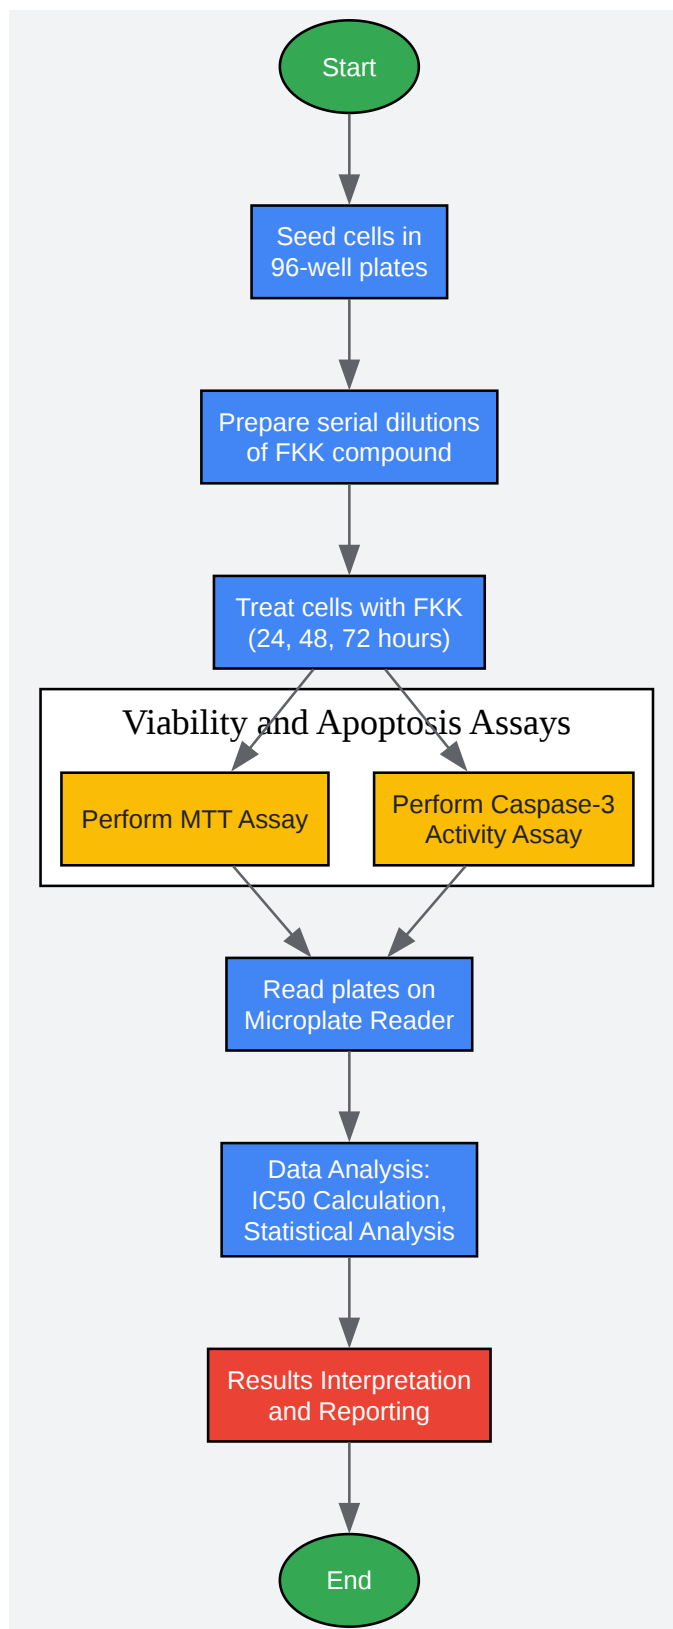 Start
Seed cells in
96-well plates
Prepare serial dilutions
of FKK compound
Treat cells with FKK
(24, 48, 72 hours)
Viability and Apoptosis Assays
Perform MTT Assay
Perform Caspase-3
Activity Assay
Read plates on
Microplate Reader
Data Analysis:
IC50 Calculation,
Statistical Analysis
Results Interpretation
and Reporting
End